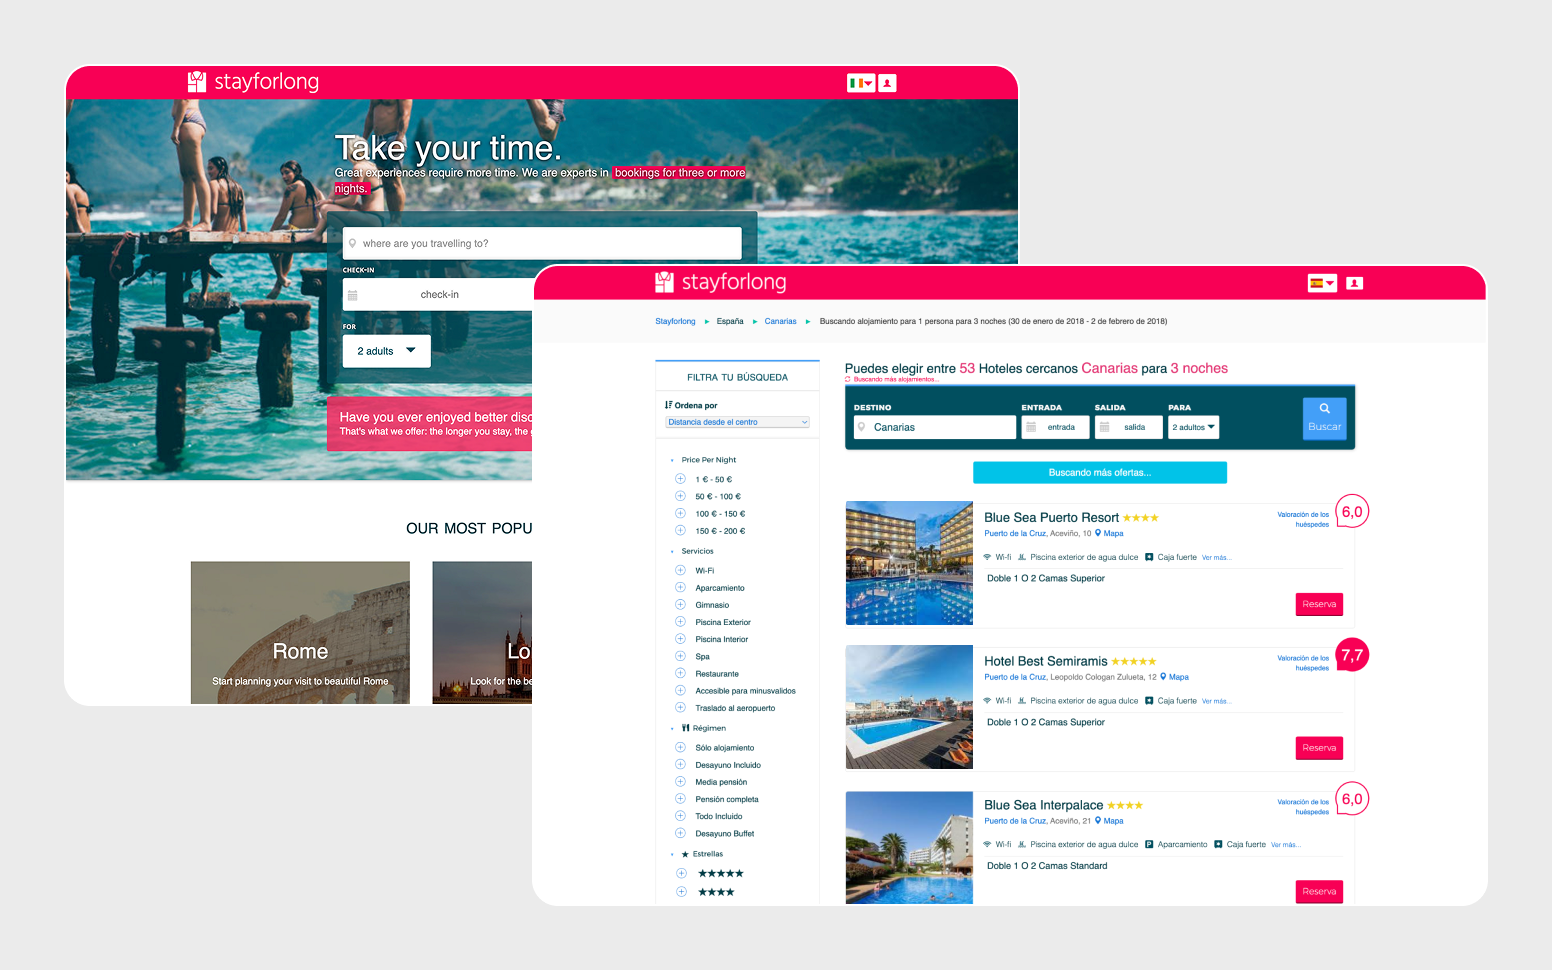 stayforlong
Take your time.
Great experiences require more time. We are experts in bookings for three or more
nights.
where are you travelling to?
CHECK-IN
check-in
FOR
2 adults
Have you ever enjoyed better disc
That's what we offer: the longer you stay, the
OUR MOST POPU
Rome
Start planning your visit to beautiful Rome
Lo
Look for the be
stayforlong
Stayforlong España Canarias Buscando alojamiento para 1 persona para 3 noches (30 de enero de 2018 - 2 de febrero de 2018)
FILTRA TU BÚSQUEDA
Ordena por
Distancia desde el centro
Price Per Night
1 € - 50 €
50 € - 100 €
100 € - 150 €
150 € - 200 €
Servicios
Wi-Fi
Aparcamiento
Gimnasio
Piscina Exterior
Piscina Interior
Spa
Restaurante
Accesible para minusvalidos
Traslado al aeropuerto
Régimen
Sólo alojamiento
Desayuno Incluido
Media pensión
Pensión completa
Todo Incluido
Desayuno Buffet
Estrellas
Puedes elegir entre 53 Hoteles cercanos Canarias para 3 noches
Buscando más alojamientos...
DESTINO ENTRADA SALIDA PARA
Canarias entrada salida 2 adultos Buscar
Buscando más ofertas...
Blue Sea Puerto Resort
Valoración de los
huéspedes
6,0
Puerto de la Cruz, Aceviño, 10 Mapa
Wi-fi Piscina exterior de agua dulce Caja fuerte Ver más...
Doble 1 O 2 Camas Superior
Reserva
Hotel Best Semiramis
Valoración de los
huéspedes
7,7
Puerto de la Cruz, Leopoldo Cologan Zulueta, 12 Mapa
Wi-fi Piscina exterior de agua dulce Caja fuerte Ver más...
Doble 1 O 2 Camas Superior
Reserva
Blue Sea Interpalace
Valoración de los
huéspedes
6,0
Puerto de la Cruz, Aceviño, 21 Mapa
Wi-fi Piscina exterior de agua dulce Aparcamiento Caja fuerte Ver más...
Doble 1 O 2 Camas Standard
Reserva